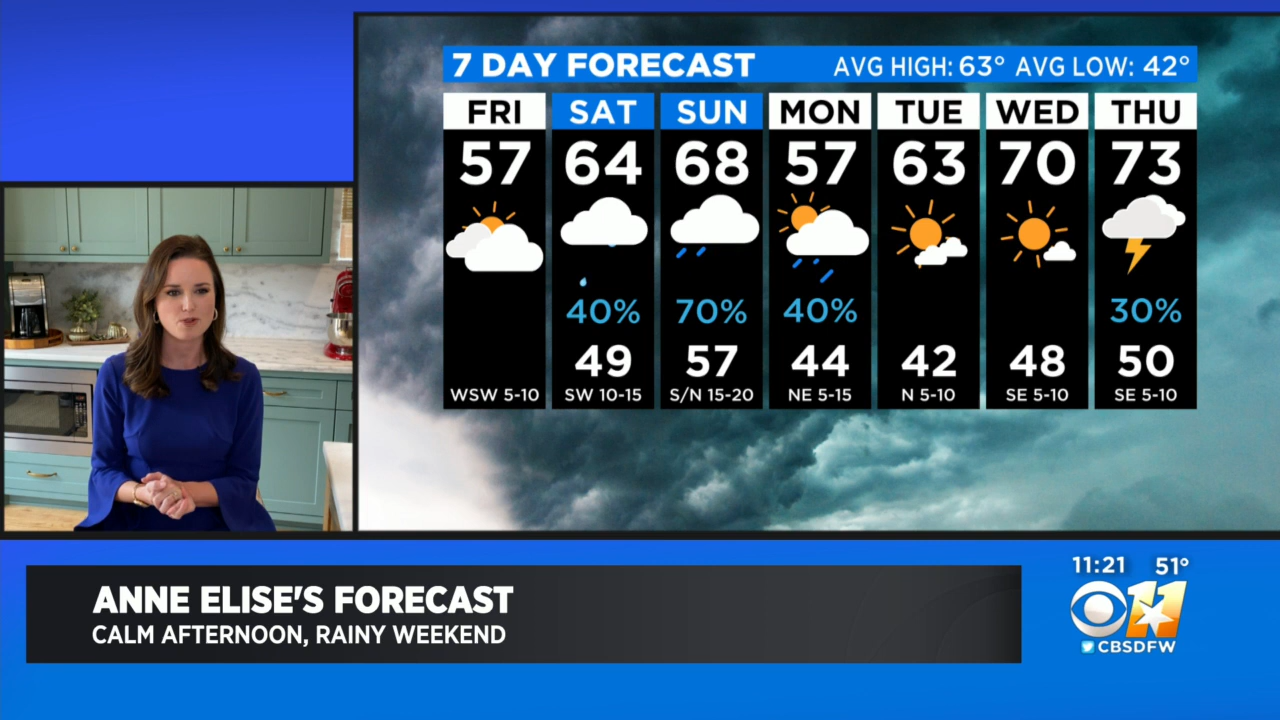 7 DAY FORECAST AVG HIGH: 63° AVG LOW: 42°
FRI SAT SUN MON TUE WED THU
57 64 68 57 63 70 73
40% 70% 40% 30%
49 57 44 42 48 50
WSW 5-10 SW 10-15 S/N 15-20 NE 5-15 N 5-10 SE 5-10 SE 5-10
ANNE ELISE'S FORECAST
CALM AFTERNOON, RAINY WEEKEND
11:21 51°
11
CBSDFW